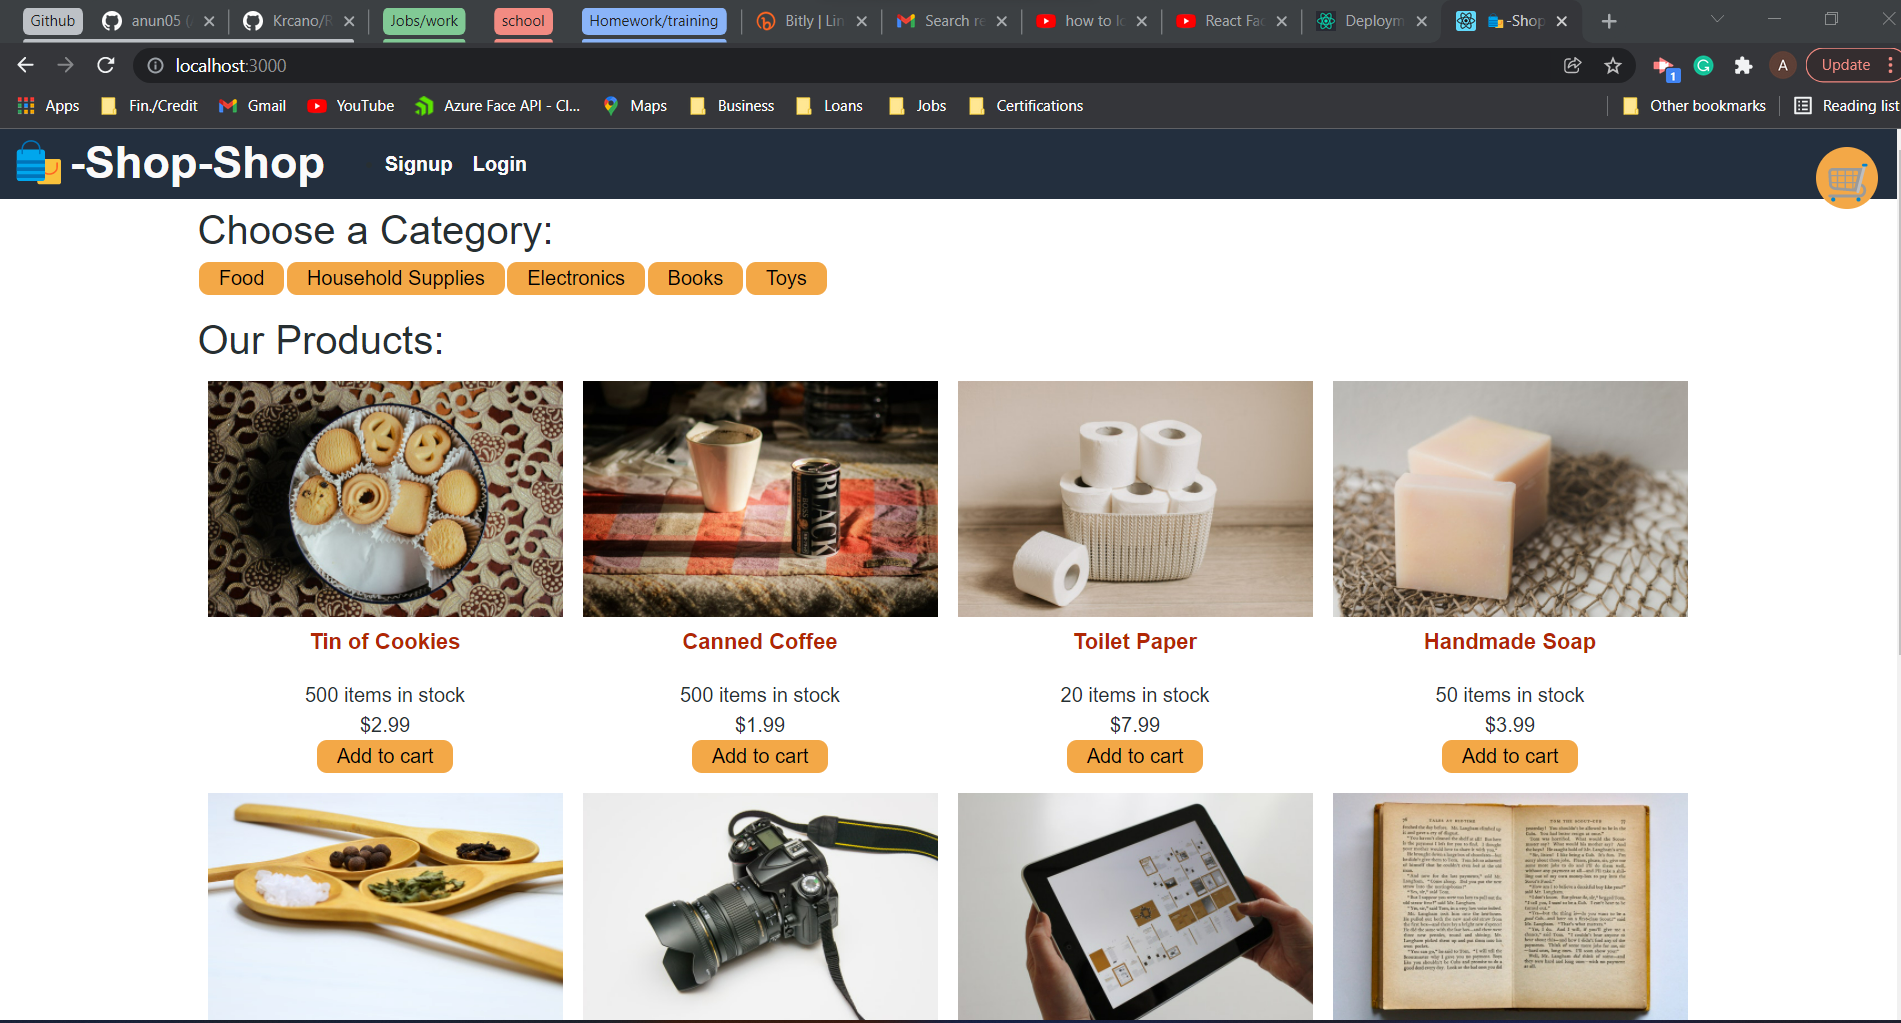 Github anun05 ( Krcano/R Jobs/work school Homework/training Bitly | Lin Search re how to lo React Fac Deploym -Shop
localhost:3000 1 A Update
Apps Fin./Credit Gmail YouTube Azure Face API - Cl... Maps Business Loans Jobs Certifications Other bookmarks Reading list
-Shop-Shop Signup Login
Choose a Category:
Food Household Supplies Electronics Books Toys
Our Products:
BLACK
Tin of Cookies Canned Coffee Toilet Paper Handmade Soap
500 items in stock 500 items in stock 20 items in stock 50 items in stock
$2.99 $1.99 $7.99 $3.99
Add to cart Add to cart Add to cart Add to cart